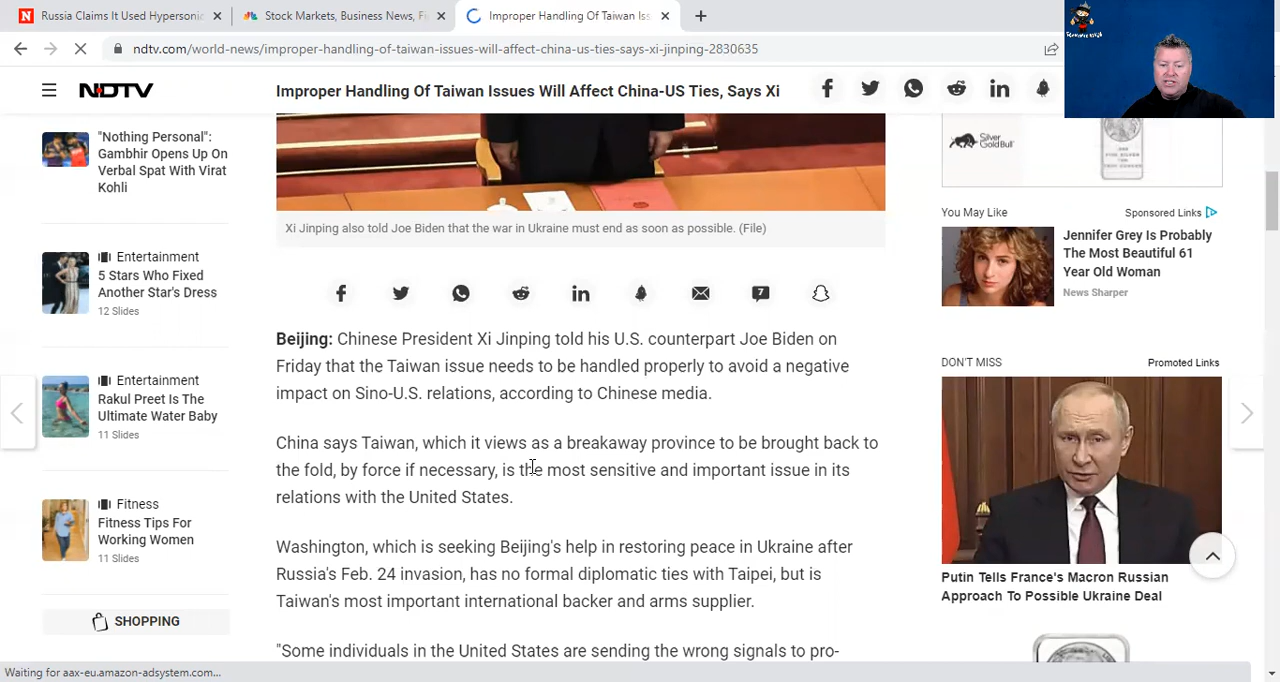 Russia Claims It Used Hypersonic
Stock Markets, Business News, Fi
Improper Handling Of Taiwan Iss
ndtv.com/world-news/improper-handling-of-taiwan-issues-will-affect-china-us-ties-says-xi-jinping-2830635
NDTV
Improper Handling Of Taiwan Issues Will Affect China-US Ties, Says Xi
"Nothing Personal":
Gambhir Opens Up On
Verbal Spat With Virat
Kohli
Entertainment
5 Stars Who Fixed
Another Star's Dress
12 Slides
Entertainment
Rakul Preet Is The
Ultimate Water Baby
11 Slides
Fitness
Fitness Tips For
Working Women
11 Slides
SHOPPING
Xi Jinping also told Joe Biden that the war in Ukraine must end as soon as possible. (File)
7
Beijing: Chinese President Xi Jinping told his U.S. counterpart Joe Biden on
Friday that the Taiwan issue needs to be handled properly to avoid a negative
impact on Sino-U.S. relations, according to Chinese media.
China says Taiwan, which it views as a breakaway province to be brought back to
the fold, by force if necessary, is the most sensitive and important issue in its
relations with the United States.
Washington, which is seeking Beijing's help in restoring peace in Ukraine after
Russia's Feb. 24 invasion, has no formal diplomatic ties with Taipei, but is
Taiwan's most important international backer and arms supplier.
"Some individuals in the United States are sending the wrong signals to pro-
Silver
Gold Bull
You May Like
Sponsored Links
Jennifer Grey Is Probably
The Most Beautiful 61
Year Old Woman
News Sharper
DON'T MISS
Promoted Links
Putin Tells France's Macron Russian
Approach To Possible Ukraine Deal
Waiting for aax-eu.amazon-adsystem.com...